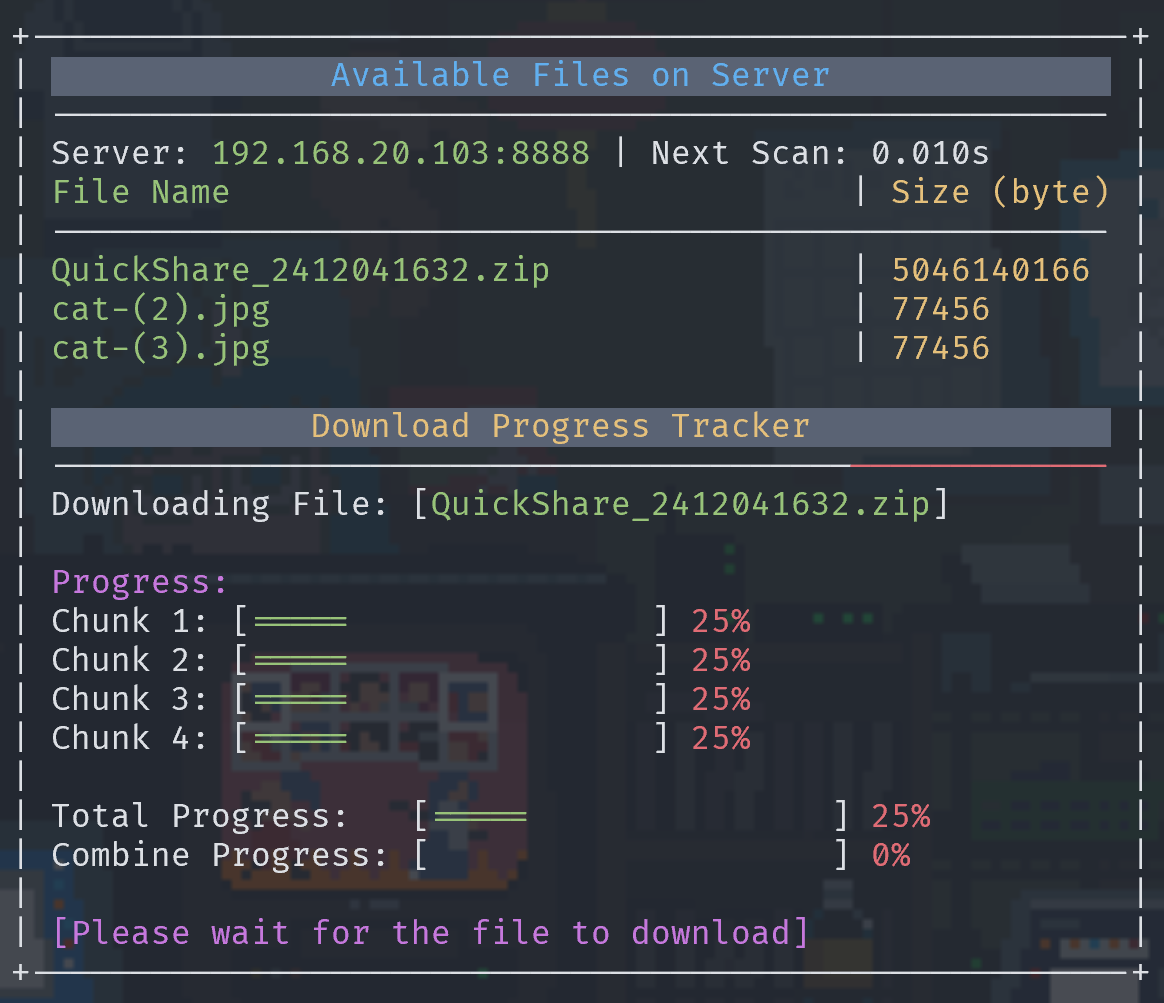 Available Files on Server
Server: 192.168.20.103:8888 | Next Scan: 0.010s
File Name | Size (byte)
QuickShare_2412041632.zip | 5046140166
cat-(2).jpg | 77456
cat-(3).jpg | 77456
Download Progress Tracker
Downloading File: [QuickShare_2412041632.zip]
Progress:
Chunk 1: [===== ] 25%
Chunk 2: [===== ] 25%
Chunk 3: [===== ] 25%
Chunk 4: [===== ] 25%
Total Progress: [===== ] 25%
Combine Progress: [ ] 0%
[Please wait for the file to download]